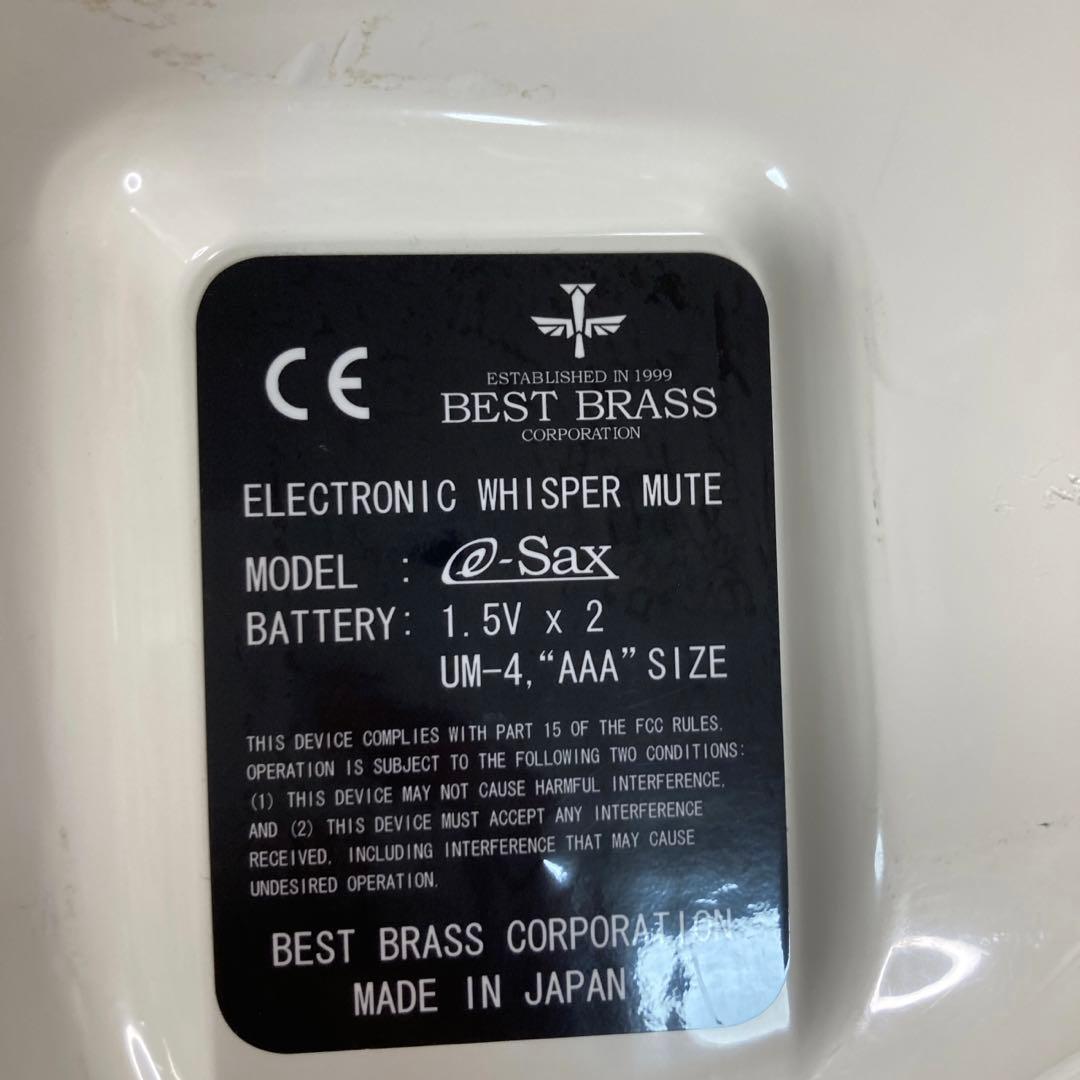 CE
ESTABLISHED IN 1999
BEST BRASS
CORPORATION
ELECTRONIC WHISPER MUTE
MODEL : e-Sax
BATTERY: 1.5V x 2
UM-4, “AAA” SIZE
THIS DEVICE COMPLIES WITH PART 15 OF THE FCC RULES.
OPERATION IS SUBJECT TO THE FOLLOWING TWO CONDITIONS:
(1) THIS DEVICE MAY NOT CAUSE HARMFUL INTERFERENCE,
AND (2) THIS DEVICE MUST ACCEPT ANY INTERFERENCE
RECEIVED, INCLUDING INTERFERENCE THAT MAY CAUSE
UNDESIRED OPERATION.
BEST BRASS CORPORATION
MADE IN JAPAN